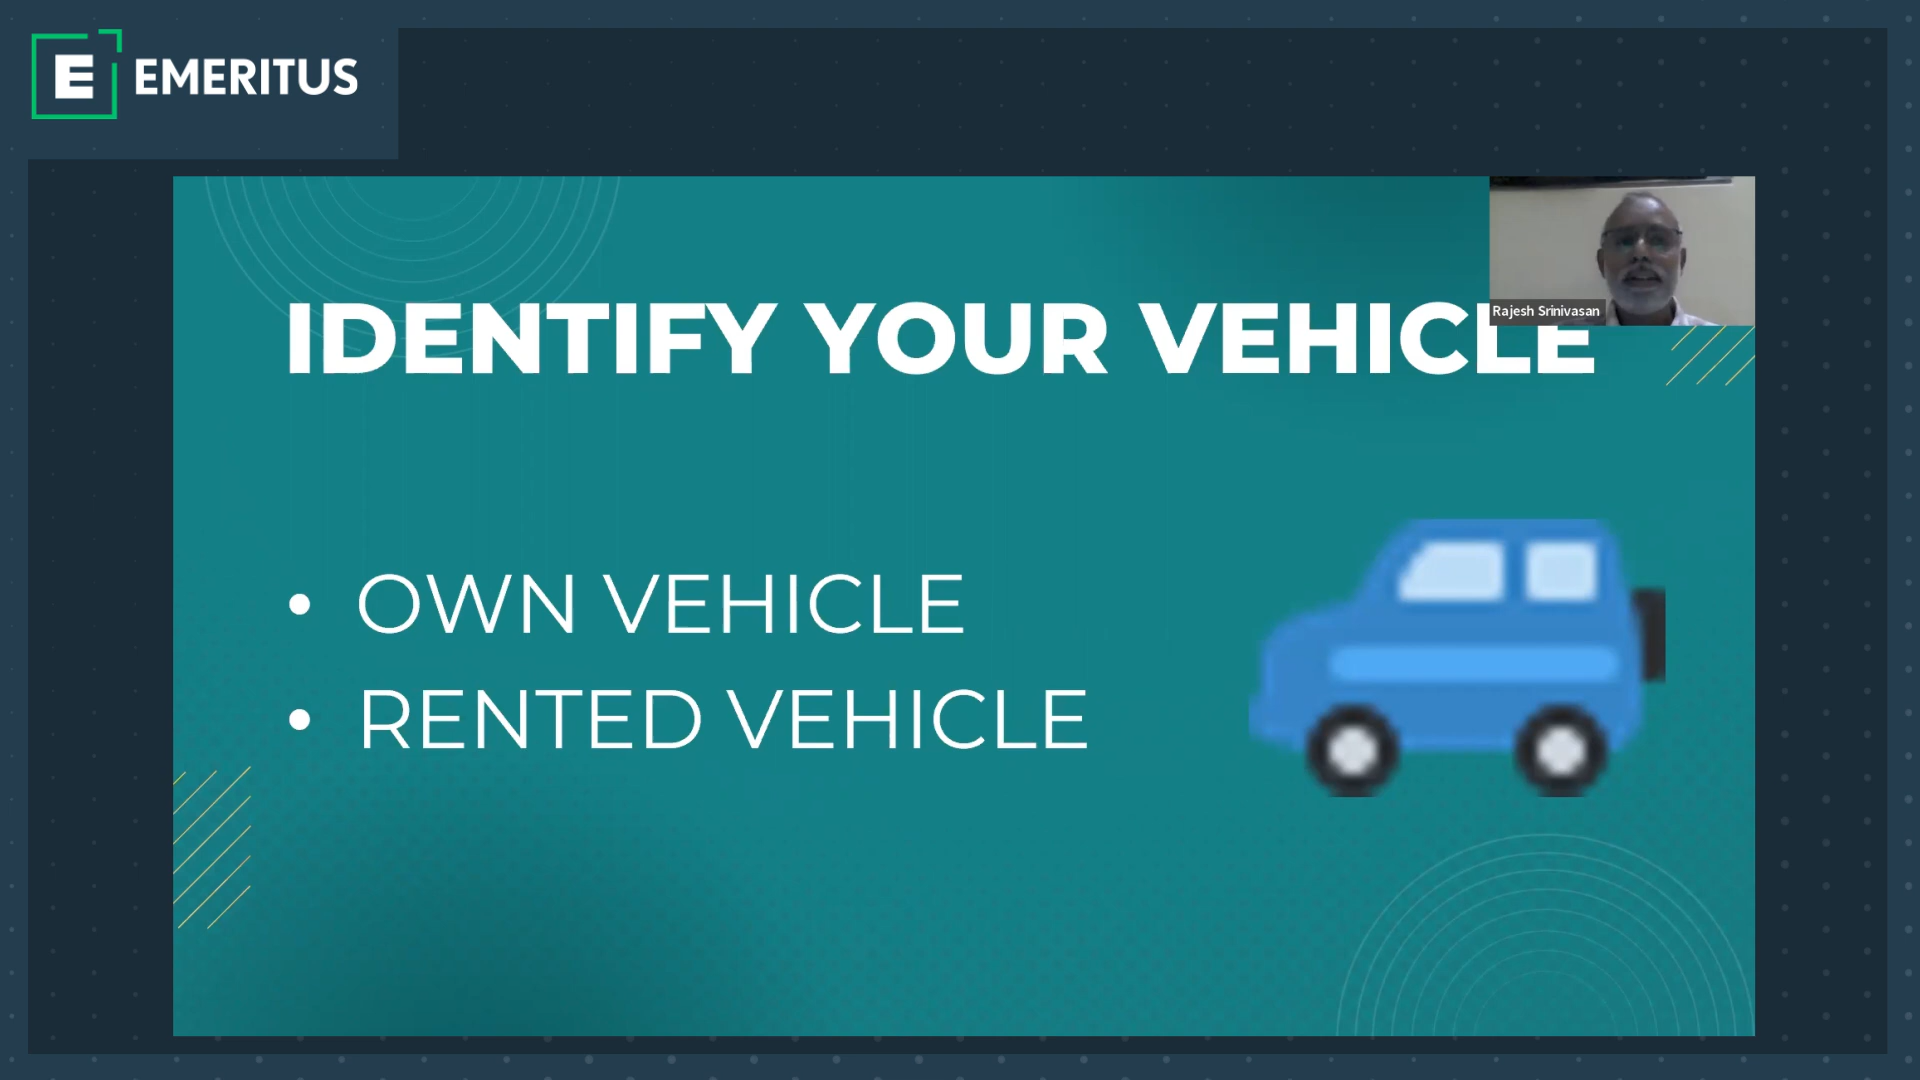 E EMERITUS
Rajesh Srinivasan
IDENTIFY YOUR VEHICLE
• OWN VEHICLE
• RENTED VEHICLE